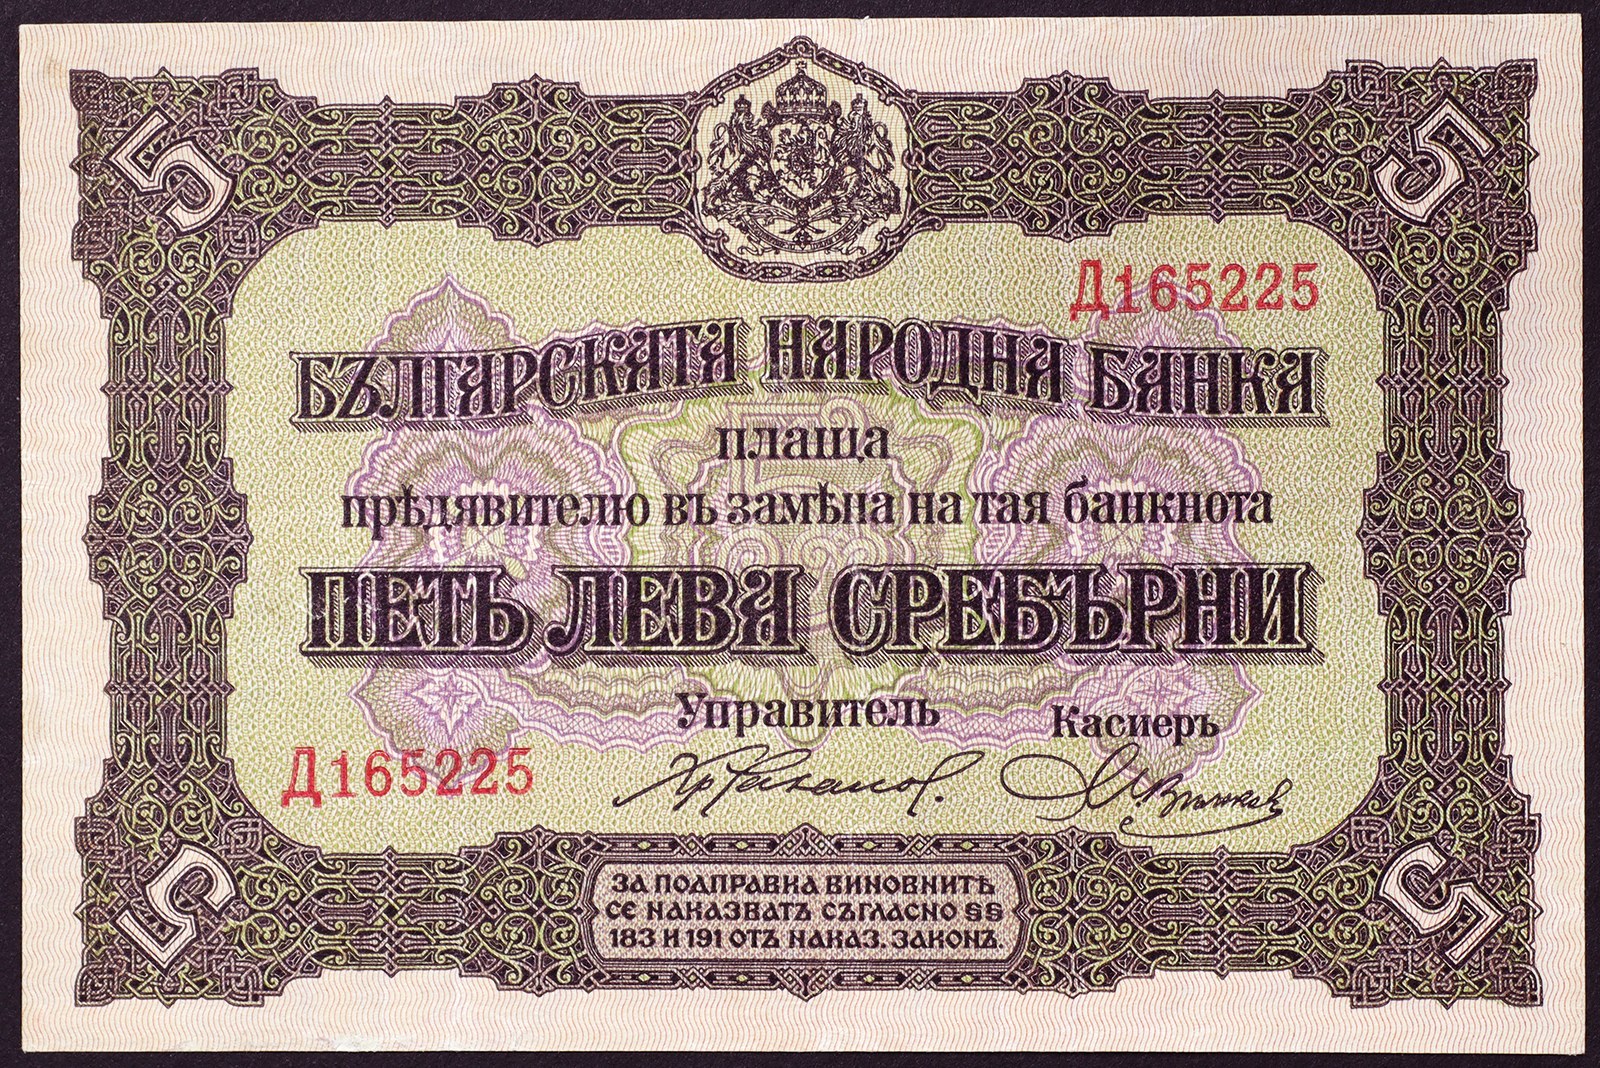 5 5
Д165225
БЪЛГАРСКАТА НАРОДНА БАНКА
плаща
прѣдявителю въ замѣна на тая банкнота
ПЕТЬ ЛЕВА СРЕБЪРНИ
Управитель Касиеръ
Д165225
5 5
ЗА ПОДПРАВКА ВИНОВНИТѢ
СЕ НАКАЗВАТЪ СЪГЛАСНО §§
183 И 191 ОТЪ НАКАЗ. ЗАКОНЪ.